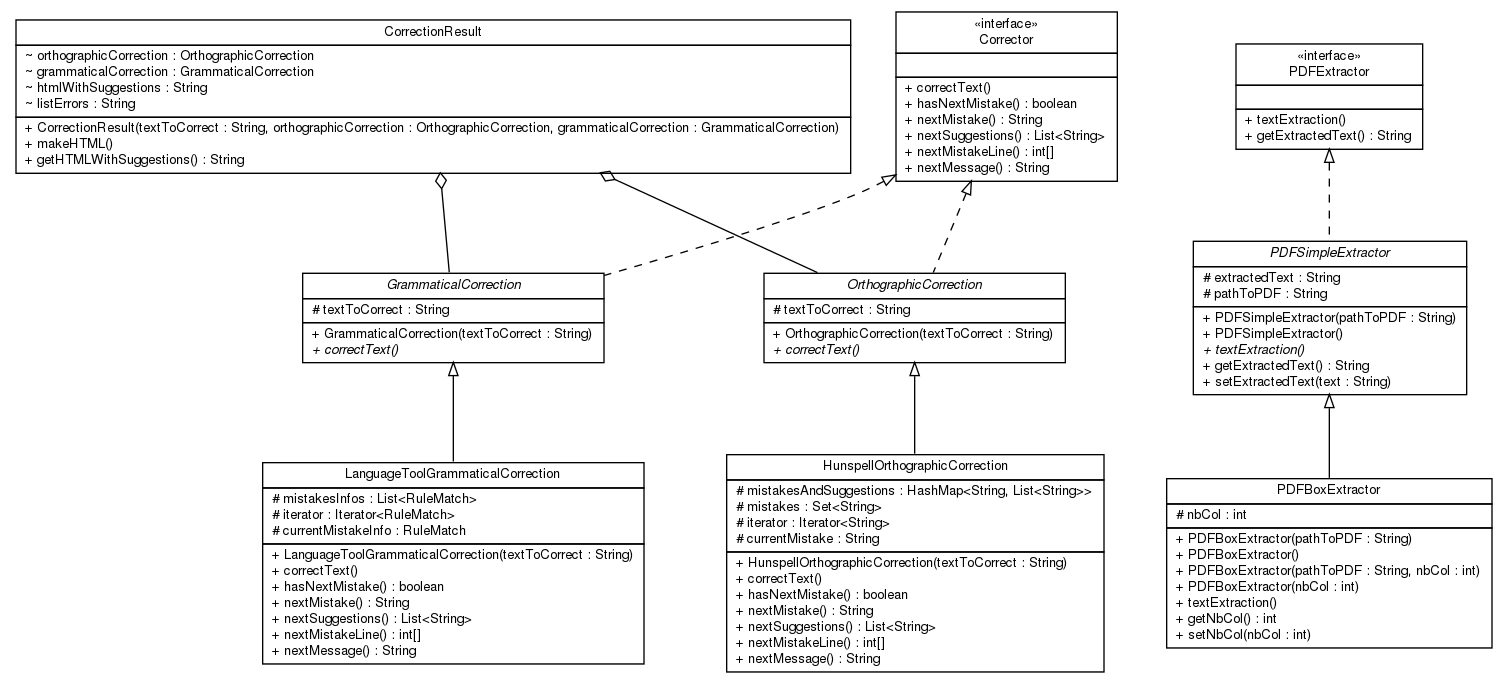 CorrectionResult
~ orthographicCorrection : OrthographicCorrection
~ grammaticalCorrection : GrammaticalCorrection
~ htmlWithSuggestions : String
~ listErrors : String
+ CorrectionResult(textToCorrect : String, orthographicCorrection : OrthographicCorrection, grammaticalCorrection : GrammaticalCorrection)
+ makeHTML()
+ getHTMLWithSuggestions() : String
«interface»
Corrector
+ correctText()
+ hasNextMistake() : boolean
+ nextMistake() : String
+ nextSuggestions() : List<String>
+ nextMistakeLine() : int[]
+ nextMessage() : String
«interface»
PDFExtractor
+ textExtraction()
+ getExtractedText() : String
GrammaticalCorrection
# textToCorrect : String
+ GrammaticalCorrection(textToCorrect : String)
+ correctText()
OrthographicCorrection
# textToCorrect : String
+ OrthographicCorrection(textToCorrect : String)
+ correctText()
PDFSimpleExtractor
# extractedText : String
# pathToPDF : String
+ PDFSimpleExtractor(pathToPDF : String)
+ PDFSimpleExtractor()
+ textExtraction()
+ getExtractedText() : String
+ setExtractedText(text : String)
LanguageToolGrammaticalCorrection
# mistakesInfos : List<RuleMatch>
# iterator : Iterator<RuleMatch>
# currentMistakeInfo : RuleMatch
+ LanguageToolGrammaticalCorrection(textToCorrect : String)
+ correctText()
+ hasNextMistake() : boolean
+ nextMistake() : String
+ nextSuggestions() : List<String>
+ nextMistakeLine() : int[]
+ nextMessage() : String
HunspellOrthographicCorrection
# mistakesAndSuggestions : HashMap<String, List<String>>
# mistakes : Set<String>
# iterator : Iterator<String>
# currentMistake : String
+ HunspellOrthographicCorrection(textToCorrect : String)
+ correctText()
+ hasNextMistake() : boolean
+ nextMistake() : String
+ nextSuggestions() : List<String>
+ nextMistakeLine() : int[]
+ nextMessage() : String
PDFBoxExtractor
# nbCol : int
+ PDFBoxExtractor(pathToPDF : String)
+ PDFBoxExtractor()
+ PDFBoxExtractor(pathToPDF : String, nbCol : int)
+ PDFBoxExtractor(nbCol : int)
+ textExtraction()
+ getNbCol() : int
+ setNbCol(nbCol : int)